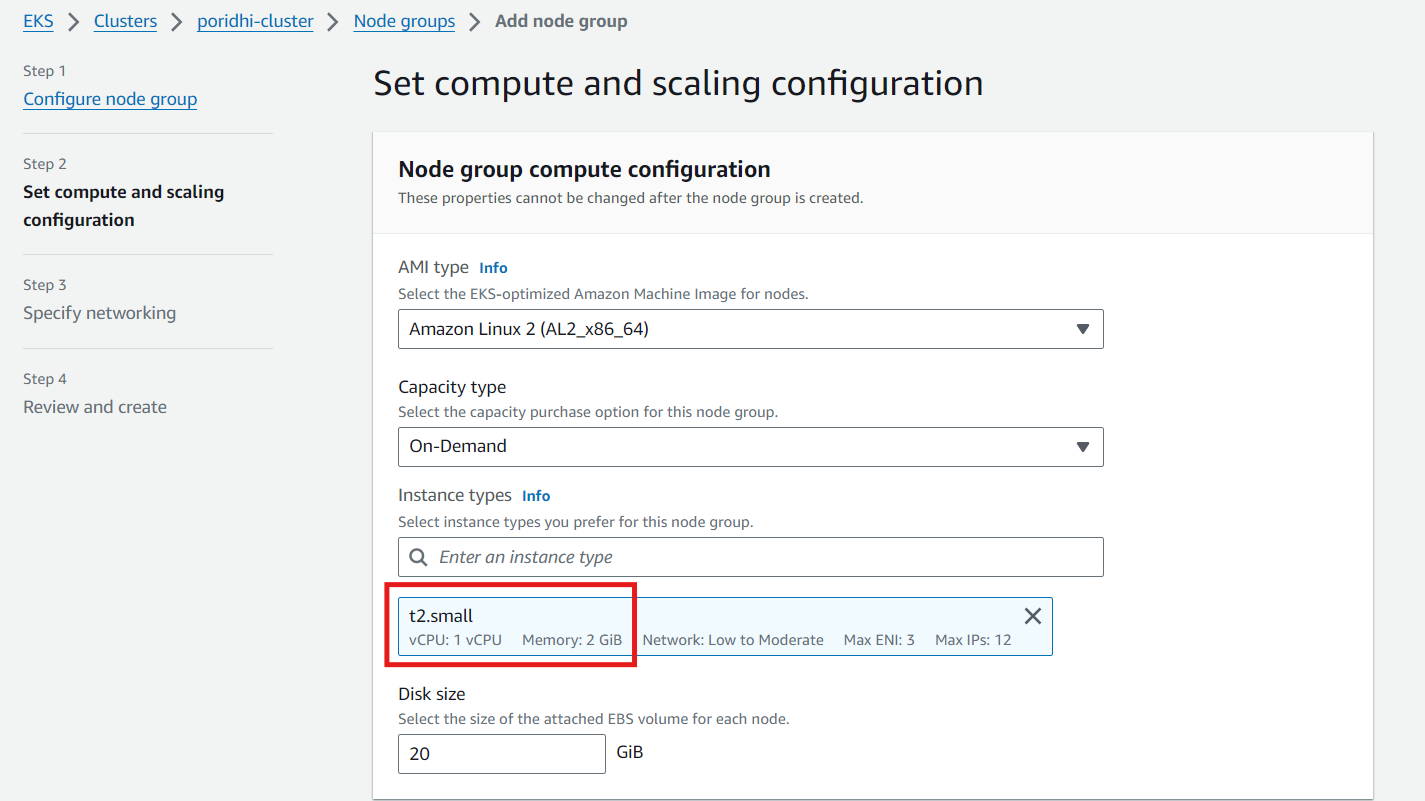 EKS > Clusters > poridhi-cluster > Node groups > Add node group
Step 1
Configure node group
Step 2
Set compute and scaling
configuration
Step 3
Specify networking
Step 4
Review and create
Set compute and scaling configuration
Node group compute configuration
These properties cannot be changed after the node group is created.
AMI type Info
Select the EKS-optimized Amazon Machine Image for nodes.
Amazon Linux 2 (AL2_x86_64)
Capacity type
Select the capacity purchase option for this node group.
On-Demand
Instance types Info
Select instance types you prefer for this node group.
Enter an instance type
t2.small
vCPU: 1 vCPU Memory: 2 GiB Network: Low to Moderate Max ENI: 3 Max IPs: 12
Disk size
Select the size of the attached EBS volume for each node.
20 GiB